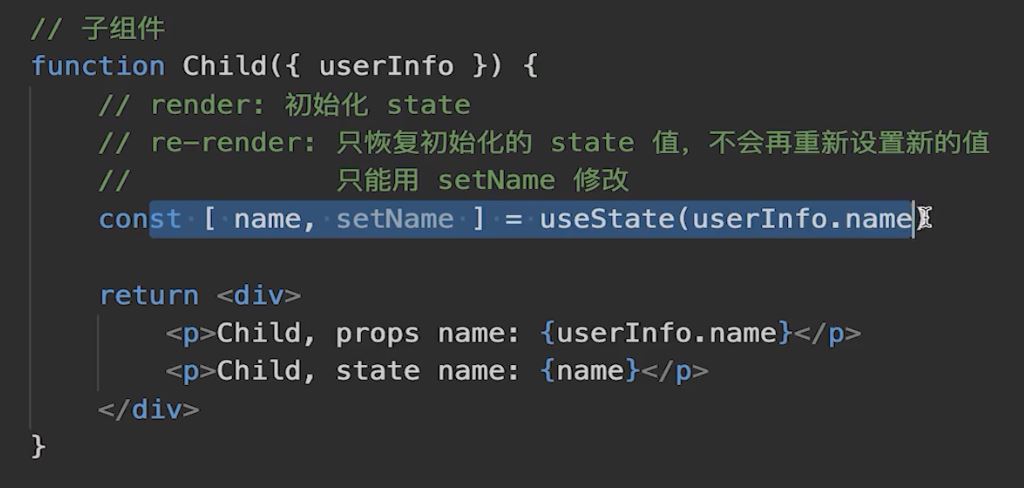 // 子组件
function Child({ userInfo }) {
    // render: 初始化 state
    // re-render: 只恢复初始化的 state 值，不会再重新设置新的值
    //            只能用 setName 修改
    const [ name, setName ] = useState(userInfo.name)
    return <div>
        <p>Child, props name: {userInfo.name}</p>
        <p>Child, state name: {name}</p>
    </div>
}